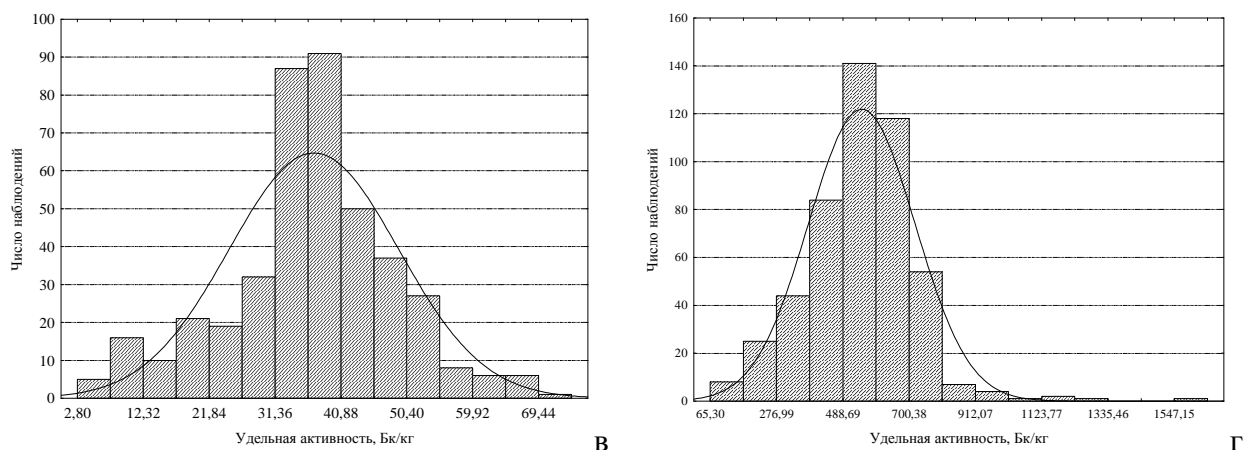 100
90
80
70
60
50
40
30
20
10
0
Число наблюдений
2,80 12,32 21,84 31,36 40,88 50,40 59,92 69,44
Удельная активность, Бк/кг
в
160
140
120
100
80
60
40
20
0
Число наблюдений
65,30 276,99 488,69 700,38 912,07 1123,77 1335,46 1547,15
Удельная активность, Бк/кг
г